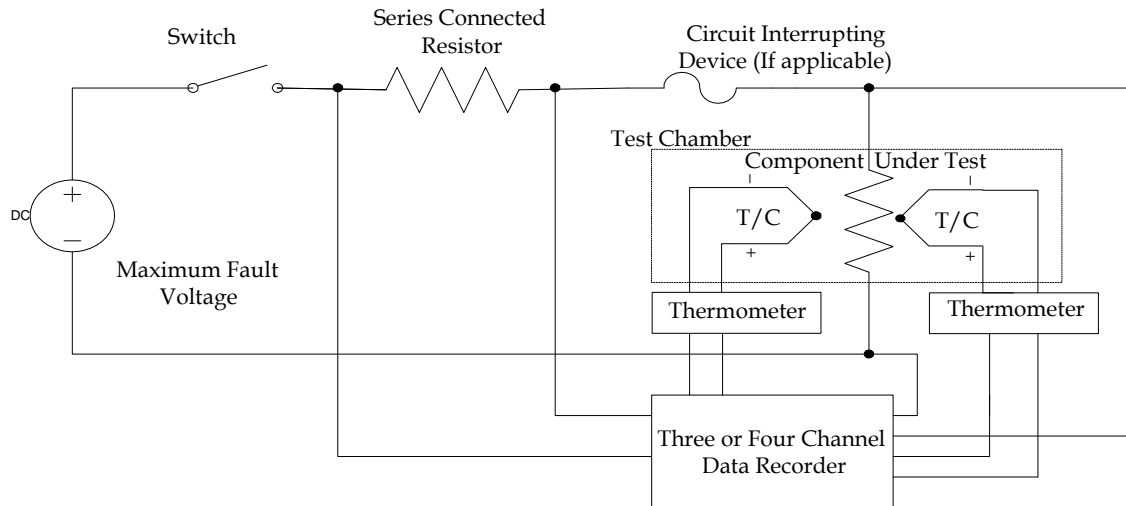 Switch
Series Connected
Resistor
Circuit Interrupting
Device (If applicable)
Test Chamber
Component Under Test
DC
+
−
Maximum Fault
Voltage
−
T/C
+
−
T/C
+
Thermometer
Thermometer
Three or Four Channel
Data Recorder